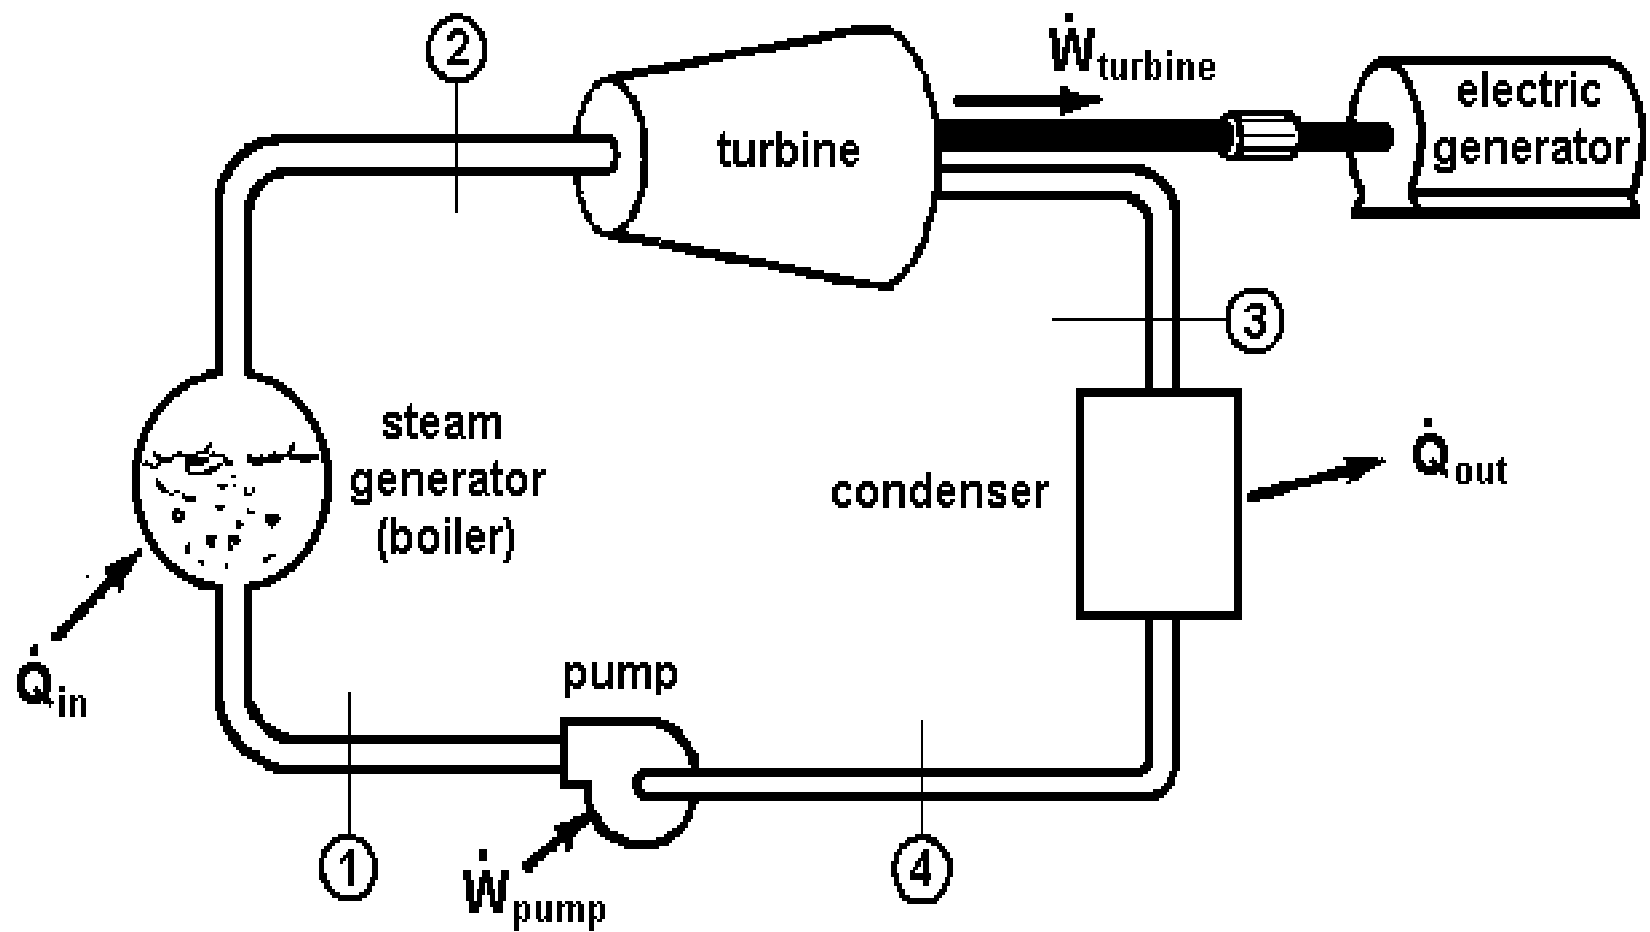 2
Ẇturbine
electric
generator
turbine
3
steam
generator
(boiler)
condenser
Q̇out
Q̇in
pump
1
4
Ẇpump